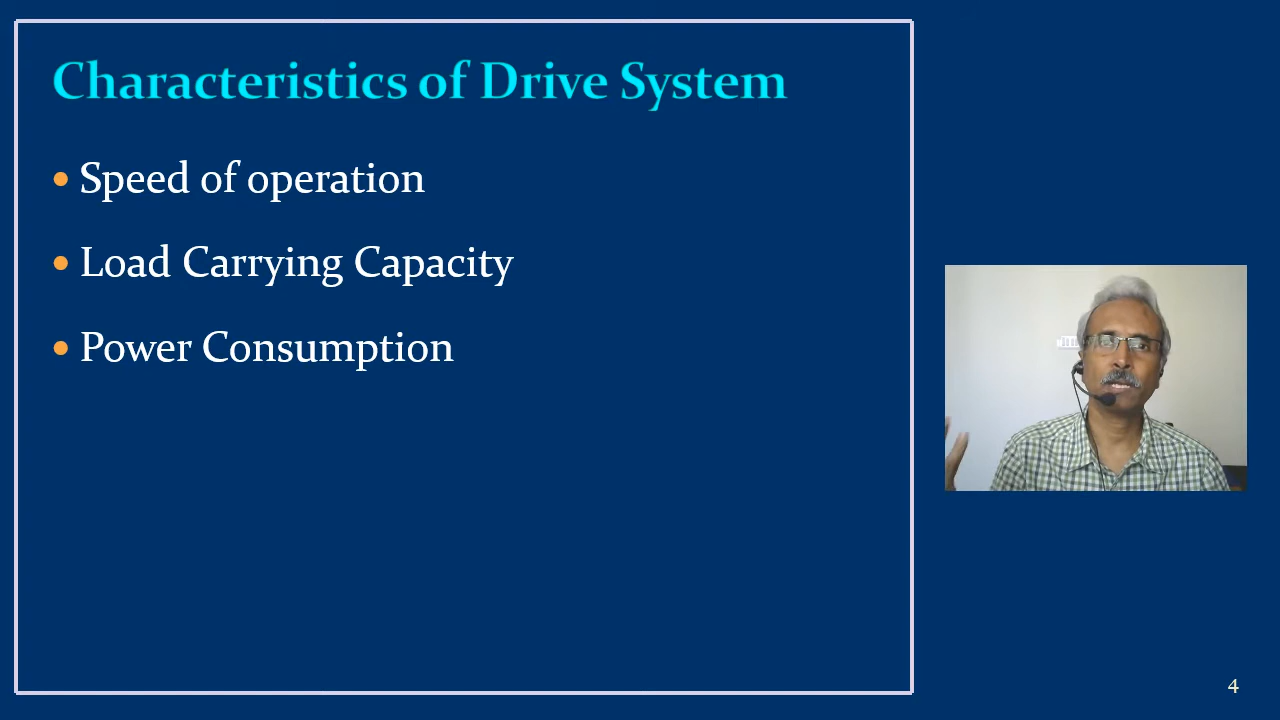 Characteristics of Drive System
• Speed of operation
• Load Carrying Capacity
• Power Consumption
4